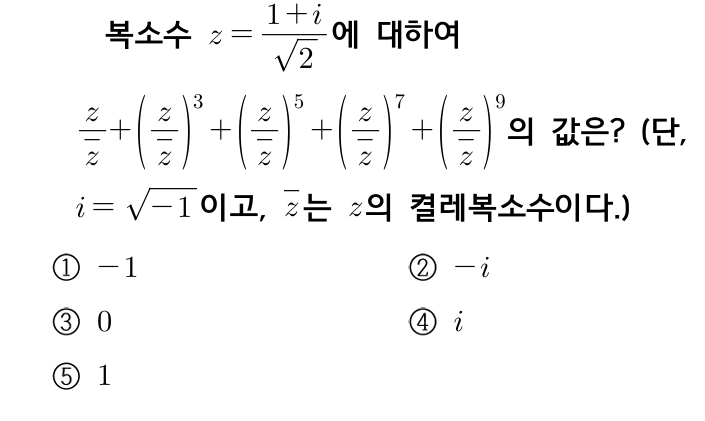 복소수 z = \frac{1+i}{\sqrt{2}}에 대하여
\frac{z}{\overline{z}} + \left(\frac{z}{\overline{z}}\right)^3 + \left(\frac{z}{\overline{z}}\right)^5 + \left(\frac{z}{\overline{z}}\right)^7 + \left(\frac{z}{\overline{z}}\right)^9의 값은? (단,
i = \sqrt{-1}이고, \overline{z}는 z의 켤레복소수이다.)
① -1 ② -i
③ 0 ④ i
⑤ 1